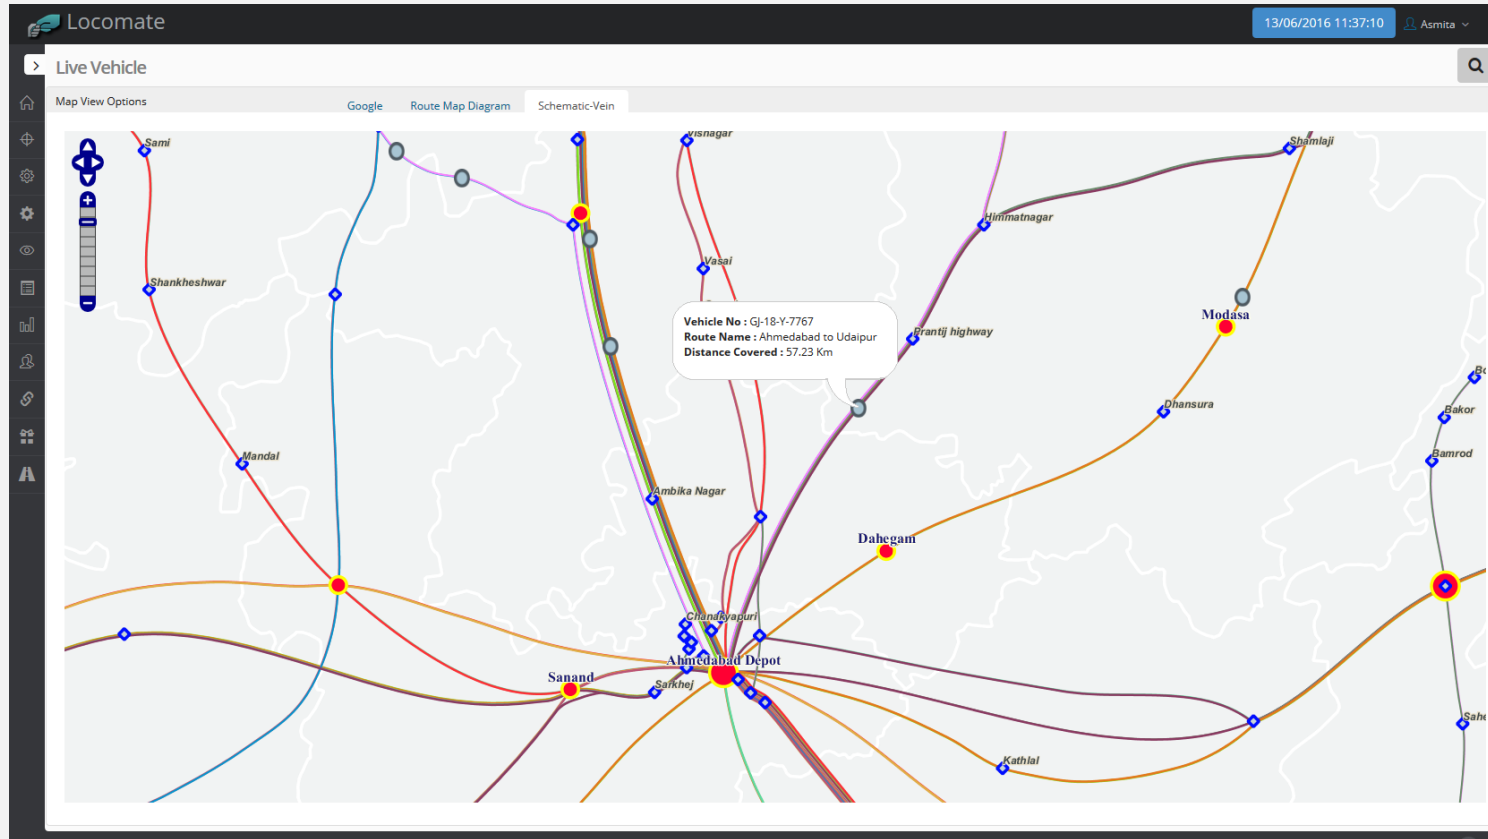 Locomate
13/06/2016 11:37:10
Asmita
Live Vehicle
Map View Options
Google
Route Map Diagram
Schematic-Vein
Visnagar
Sami
Shamlaji
Himmatnagar
Vasai
Shankheshwar
Vehicle No : GJ-18-Y-7767
Route Name : Ahmedabad to Udaipur
Distance Covered : 57.23 Km
Modasa
Prantij highway
Dhansura
Bakor
Bamrod
Mandal
Ambika Nagar
Dahegam
Chanakyapuri
Ahmedabad Depot
Sanand
Sarkhej
Kathlal